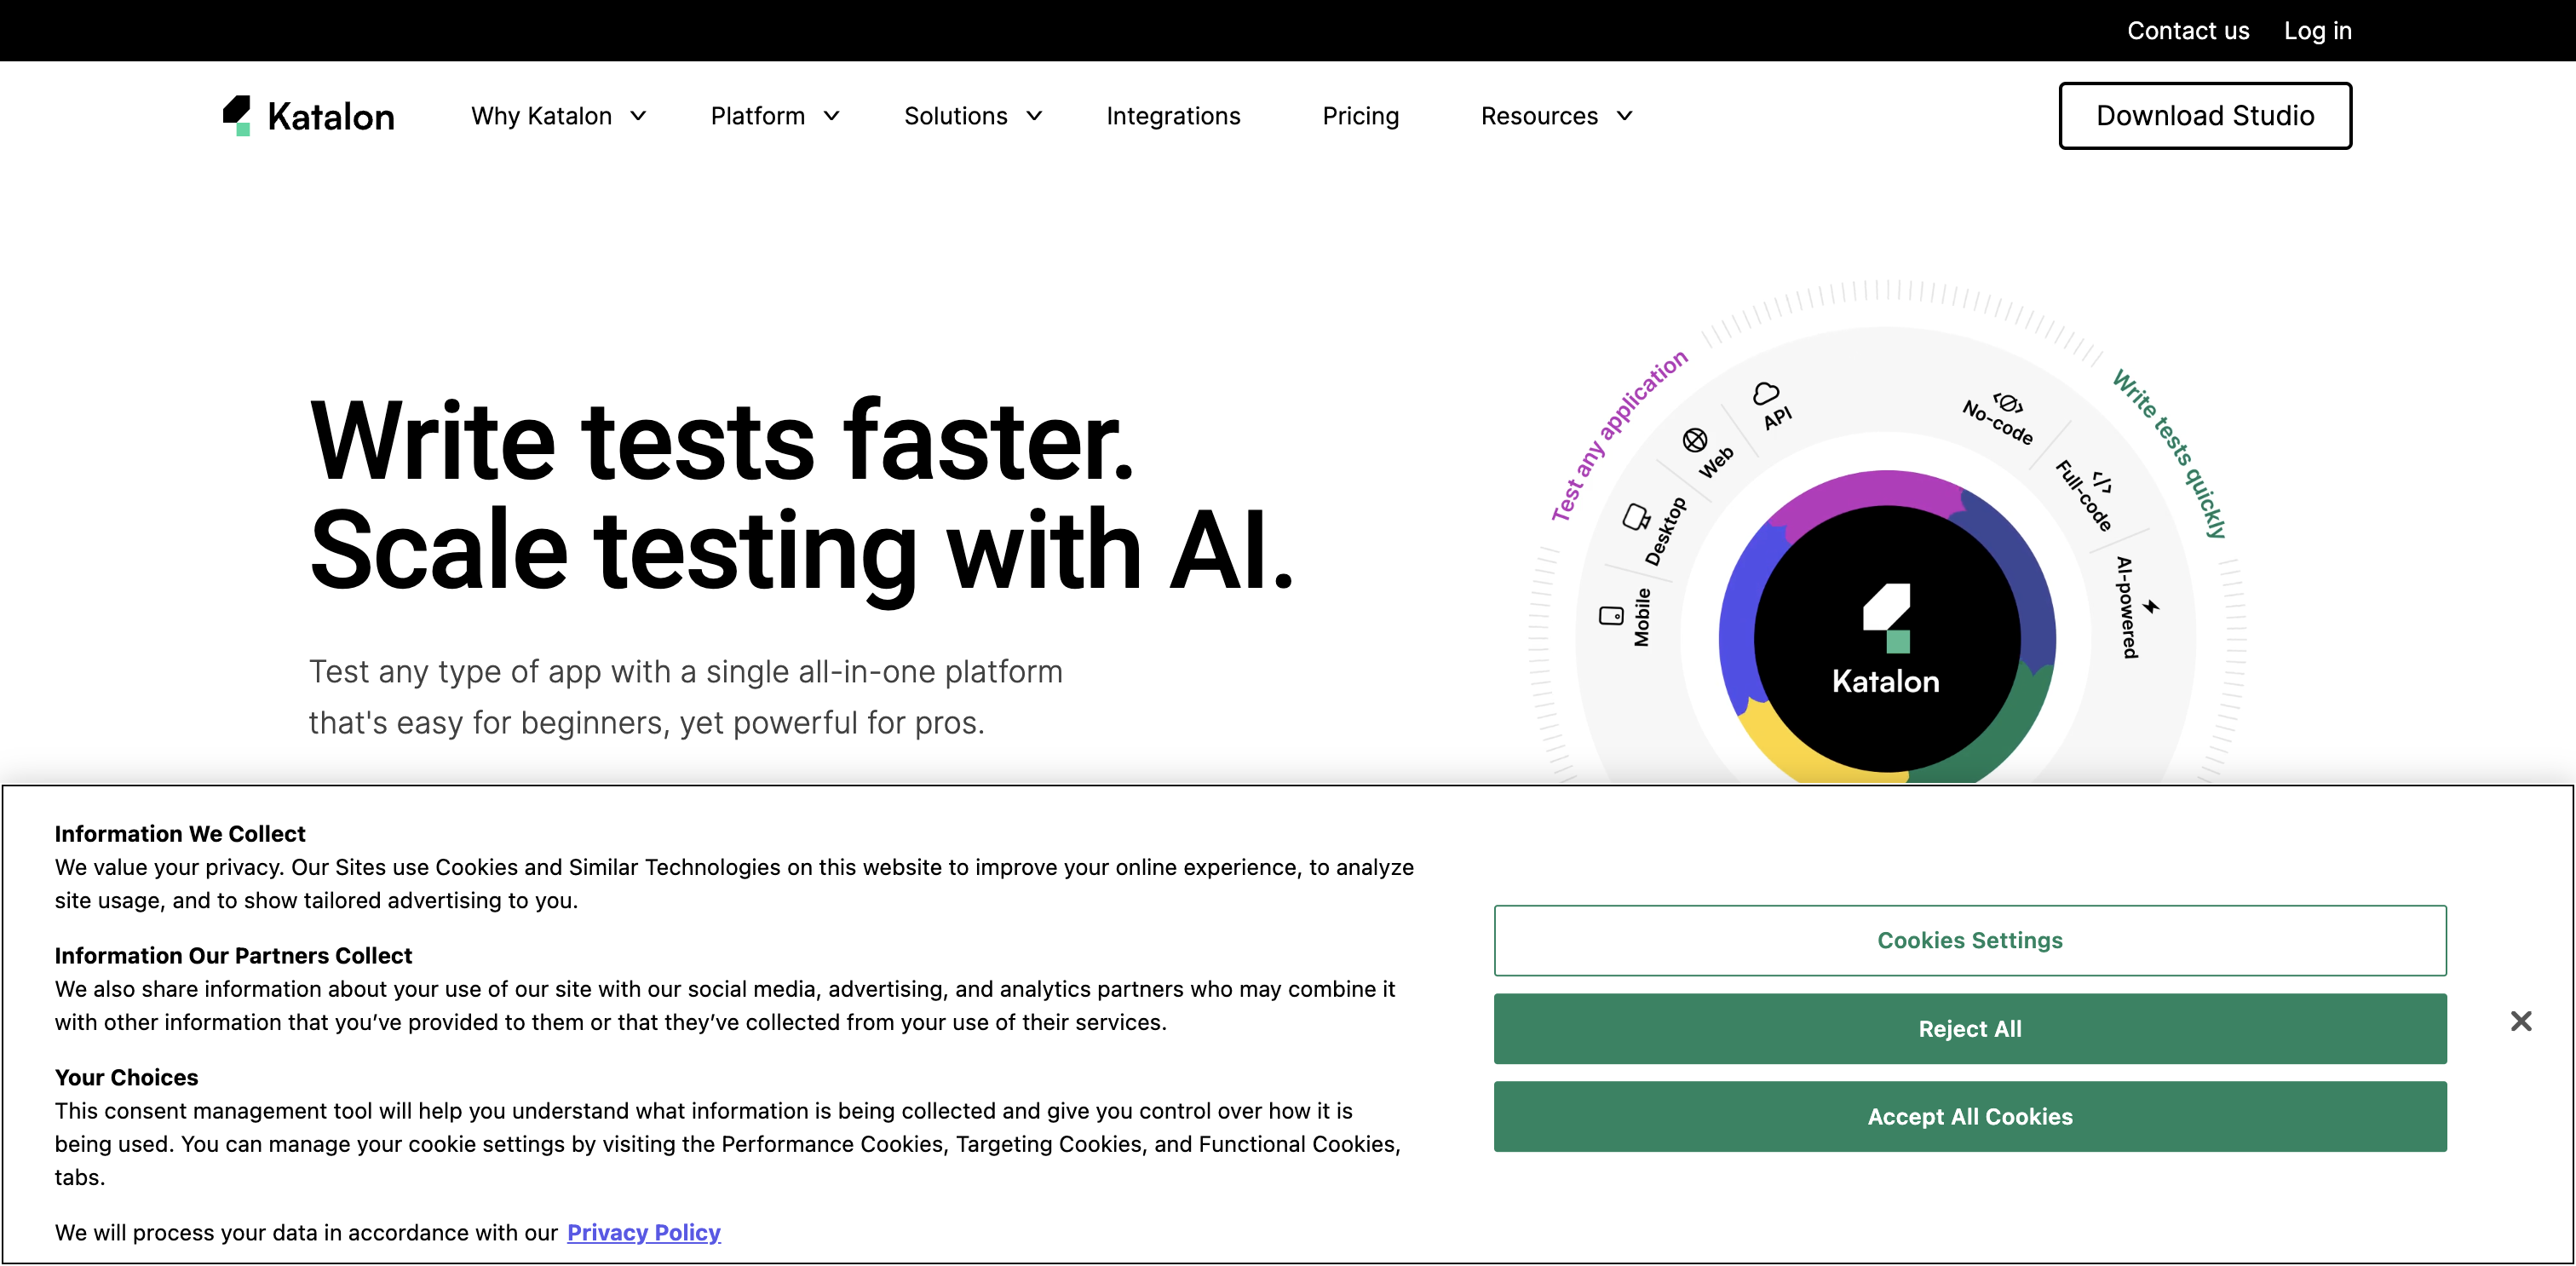 Contact us
Log in
Katalon
Why Katalon
Platform
Solutions
Integrations
Pricing
Resources
Download Studio
Write tests faster.
Scale testing with AI.
Test any type of app with a single all-in-one platform
that's easy for beginners, yet powerful for pros.
Test any application
Mobile
Desktop
Web
API
Write tests quickly
No-code
Full-code
AI-powered
Katalon
Information We Collect
We value your privacy. Our Sites use Cookies and Similar Technologies on this website to improve your online experience, to analyze
site usage, and to show tailored advertising to you.
Information Our Partners Collect
We also share information about your use of our site with our social media, advertising, and analytics partners who may combine it
with other information that you’ve provided to them or that they’ve collected from your use of their services.
Your Choices
This consent management tool will help you understand what information is being collected and give you control over how it is
being used. You can manage your cookie settings by visiting the Performance Cookies, Targeting Cookies, and Functional Cookies,
tabs.
We will process your data in accordance with our Privacy Policy
Cookies Settings
Reject All
Accept All Cookies